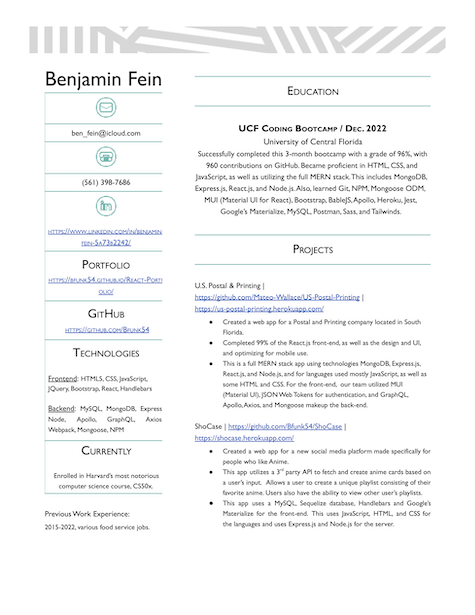 Benjamin Fein
ben_fein@icloud.com
(561) 398-7686
in
HTTPS://WWW.LINKEDIN.COM/IN/BENJAMIN
FEIN-5A73B2242/
PORTFOLIO
HTTPS://BFUNK54.GITHUB.IO/REACT-PORTF
OLIO/
GITHUB
HTTPS://GITHUB.COM/BFUNK54
TECHNOLOGIES
Frontend: HTML5, CSS, JavaScript,
JQuery, Bootstrap, React, Handlebars
Backend: MySQL, MongoDB, Express
Node, Apollo, GraphQL, Axios
Webpack, Mongoose, NPM
CURRENTLY
Enrolled in Harvard's most notorious
computer science course, CS50x.
Previous Work Experience:
2015-2022, various food service jobs.
EDUCATION
UCF CODING BOOTCAMP / DEC. 2022
University of Central Florida
Successfully completed this 3-month bootcamp with a grade of 96%, with
960 contributions on GitHub. Became proficient in HTML, CSS, and
JavaScript, as well as utilizing the full MERN stack. This includes MongoDB,
Express.js, React.js, and Node.js. Also, learned Git, NPM, Mongoose ODM,
MUI (Material UI for React), Bootstrap, BableJS, Apollo, Heroku, Jest,
Google's Materialize, MySQL, Postman, Sass, and Tailwinds.
PROJECTS
U.S. Postal & Printing |
https://github.com/Mateo-Wallace/US-Postal-Printing |
https://us-postal-printing.herokuapp.com/
● Created a web app for a Postal and Printing company located in South
Florida.
● Completed 99% of the React.js front-end, as well as the design and UI,
and optimizing for mobile use.
● This is a full MERN stack app using technologies MongoDB, Express.js,
React.js, and Node.js, and for languages used mostly JavaScript, as well as
some HTML and CSS. For the front-end, our team utilized MUI
(Material UI), JSON Web Tokens for authentication, and GraphQL,
Apollo, Axios, and Mongoose makeup the back-end.
ShoCase | https://github.com/Bfunk54/ShoCase |
https://shocase.herokuapp.com/
● Created a web app for a new social media platform made specifically for
people who like Anime.
● This app utilizes a 3rd party API to fetch and create anime cards based on
a user's input. Allows a user to create a unique playlist consisting of their
favorite anime. Users also have the ability to view other user's playlists.
● This app uses a MySQL, Sequelize database, Handlebars and Google's
Materialize for the front-end. This uses JavaScript, HTML, and CSS for
the languages and uses Express.js and Node.js for the server.